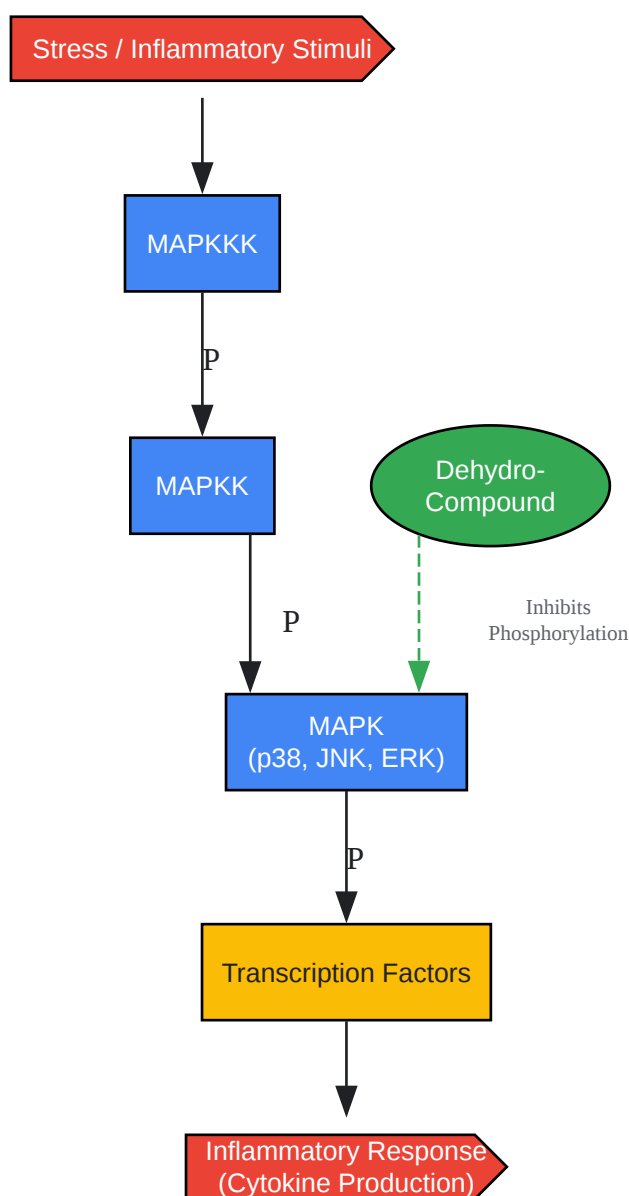 Stress / Inflammatory Stimuli
MAPKKK
P
MAPKK
Dehydro-
Compound
Inhibits
Phosphorylation
P
MAPK
(p38, JNK, ERK)
P
Transcription Factors
Inflammatory Response
(Cytokine Production)